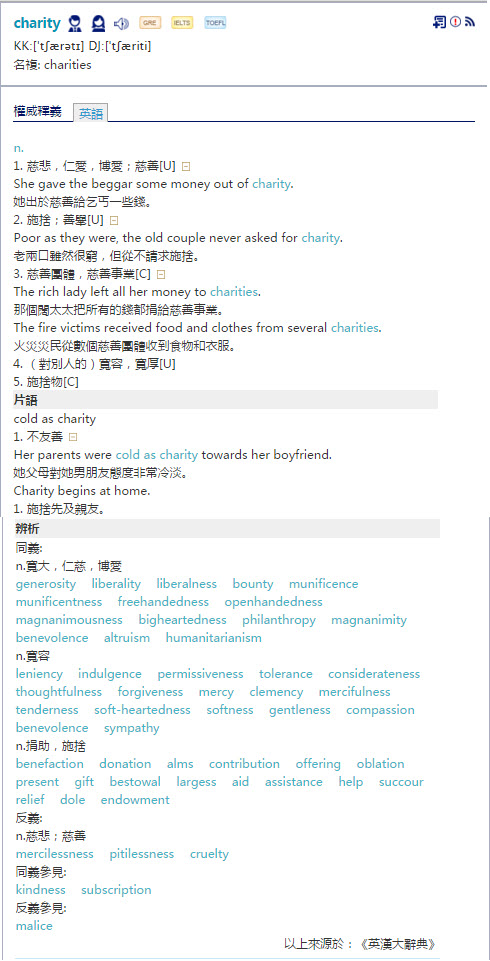 charity GRE IELTS TOEFL
KK:[ˈtʃærətɪ] DJ:[ˈtʃæriti]
名複: charities
權威釋義 英語
n.
1. 慈悲，仁愛，博愛；慈善[U]
She gave the beggar some money out of charity.
她出於慈善給乞丐一些錢。
2. 施捨；善舉[U]
Poor as they were, the old couple never asked for charity.
老兩口雖然很窮，但從不請求施捨。
3. 慈善團體，慈善事業[C]
The rich lady left all her money to charities.
那個闊太太把所有的錢都捐給慈善事業。
The fire victims received food and clothes from several charities.
火災災民從數個慈善團體收到食物和衣服。
4.（對別人的）寬容，寬厚[U]
5. 施捨物[C]
片語
cold as charity
1. 不友善
Her parents were cold as charity towards her boyfriend.
她父母對她男朋友態度非常冷淡。
Charity begins at home.
1. 施捨先及親友。
辨析
同義:
n.寬大，仁慈，博愛
generosity liberality liberalness bounty munificence
munificentness freehandedness openhandedness
magnanimousness bigheartedness philanthropy magnanimity
benevolence altruism humanitarianism
n.寬容
leniency indulgence permissiveness tolerance considerateness
thoughtfulness forgiveness mercy clemency mercifulness
tenderness soft-heartedness softness gentleness compassion
benevolence sympathy
n.捐助，施捨
benefaction donation alms contribution offering oblation
present gift bestowal largess aid assistance help succour
relief dole endowment
反義:
n.慈悲；慈善
mercilessness pitilessness cruelty
同義參見:
kindness subscription
反義參見:
malice
以上來源於：《英漢大辭典》